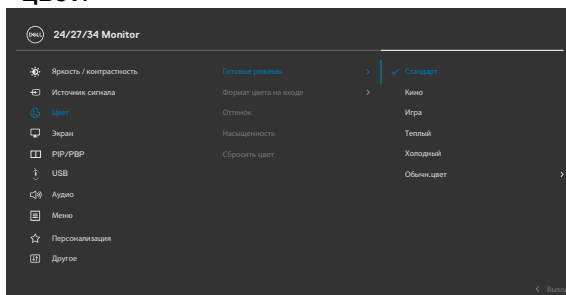 ЦВЕТ
DELL 24/27/34 Monitor
Яркость / контрастность
Готовые режимы
Стандарт
Источник сигнала
Формат цвета на входе
Кино
Цвет
Оттенок
Игра
Экран
Насыщенность
Теплый
PIP/PBP
Сбросить цвет
Холодный
USB
Обычн.цвет
Аудио
Меню
Персонализация
Другое
Выход